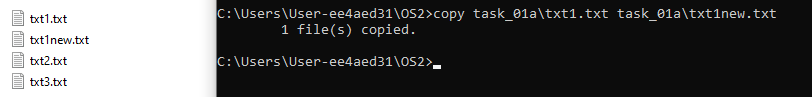 txt1.txt
txt1new.txt
txt2.txt
txt3.txt
C:\Users\User-ee4aed31\OS2>copy task_01a\txt1.txt task_01a\txt1new.txt
        1 file(s) copied.
C:\Users\User-ee4aed31\OS2>